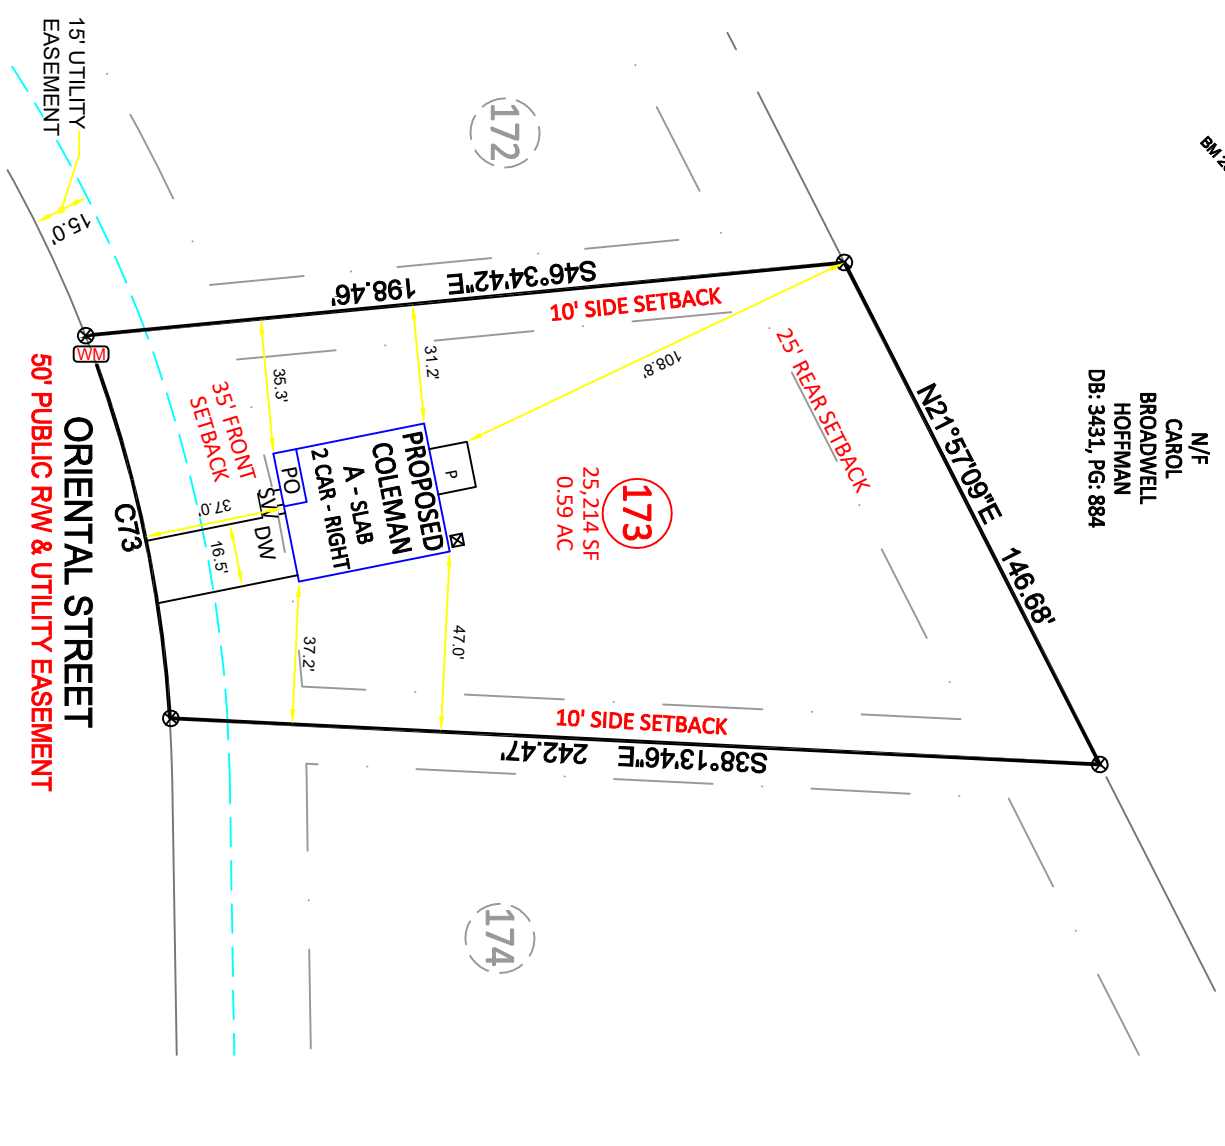 15' UTILITY
EASEMENT
15.0'
172
BM 2
N/F
CAROL
BROADWELL
HOFFMAN
DB: 3431, PG: 884
S46°34'42"E 198.46'
10' SIDE SETBACK
25' REAR SETBACK
N21°57'09"E 146.68'
108.8'
31.2'
35.3'
WM
35' FRONT
SETBACK
PROPOSED
COLEMAN
A - SLAB
2 CAR - RIGHT
P
PO
SW
DW
37.0'
16.5'
173
25,214 SF
0.59 AC
C73
ORIENTAL STREET
50' PUBLIC R/W & UTILITY EASEMENT
37.2'
47.0'
10' SIDE SETBACK
S38°13'46"E 242.47'
174